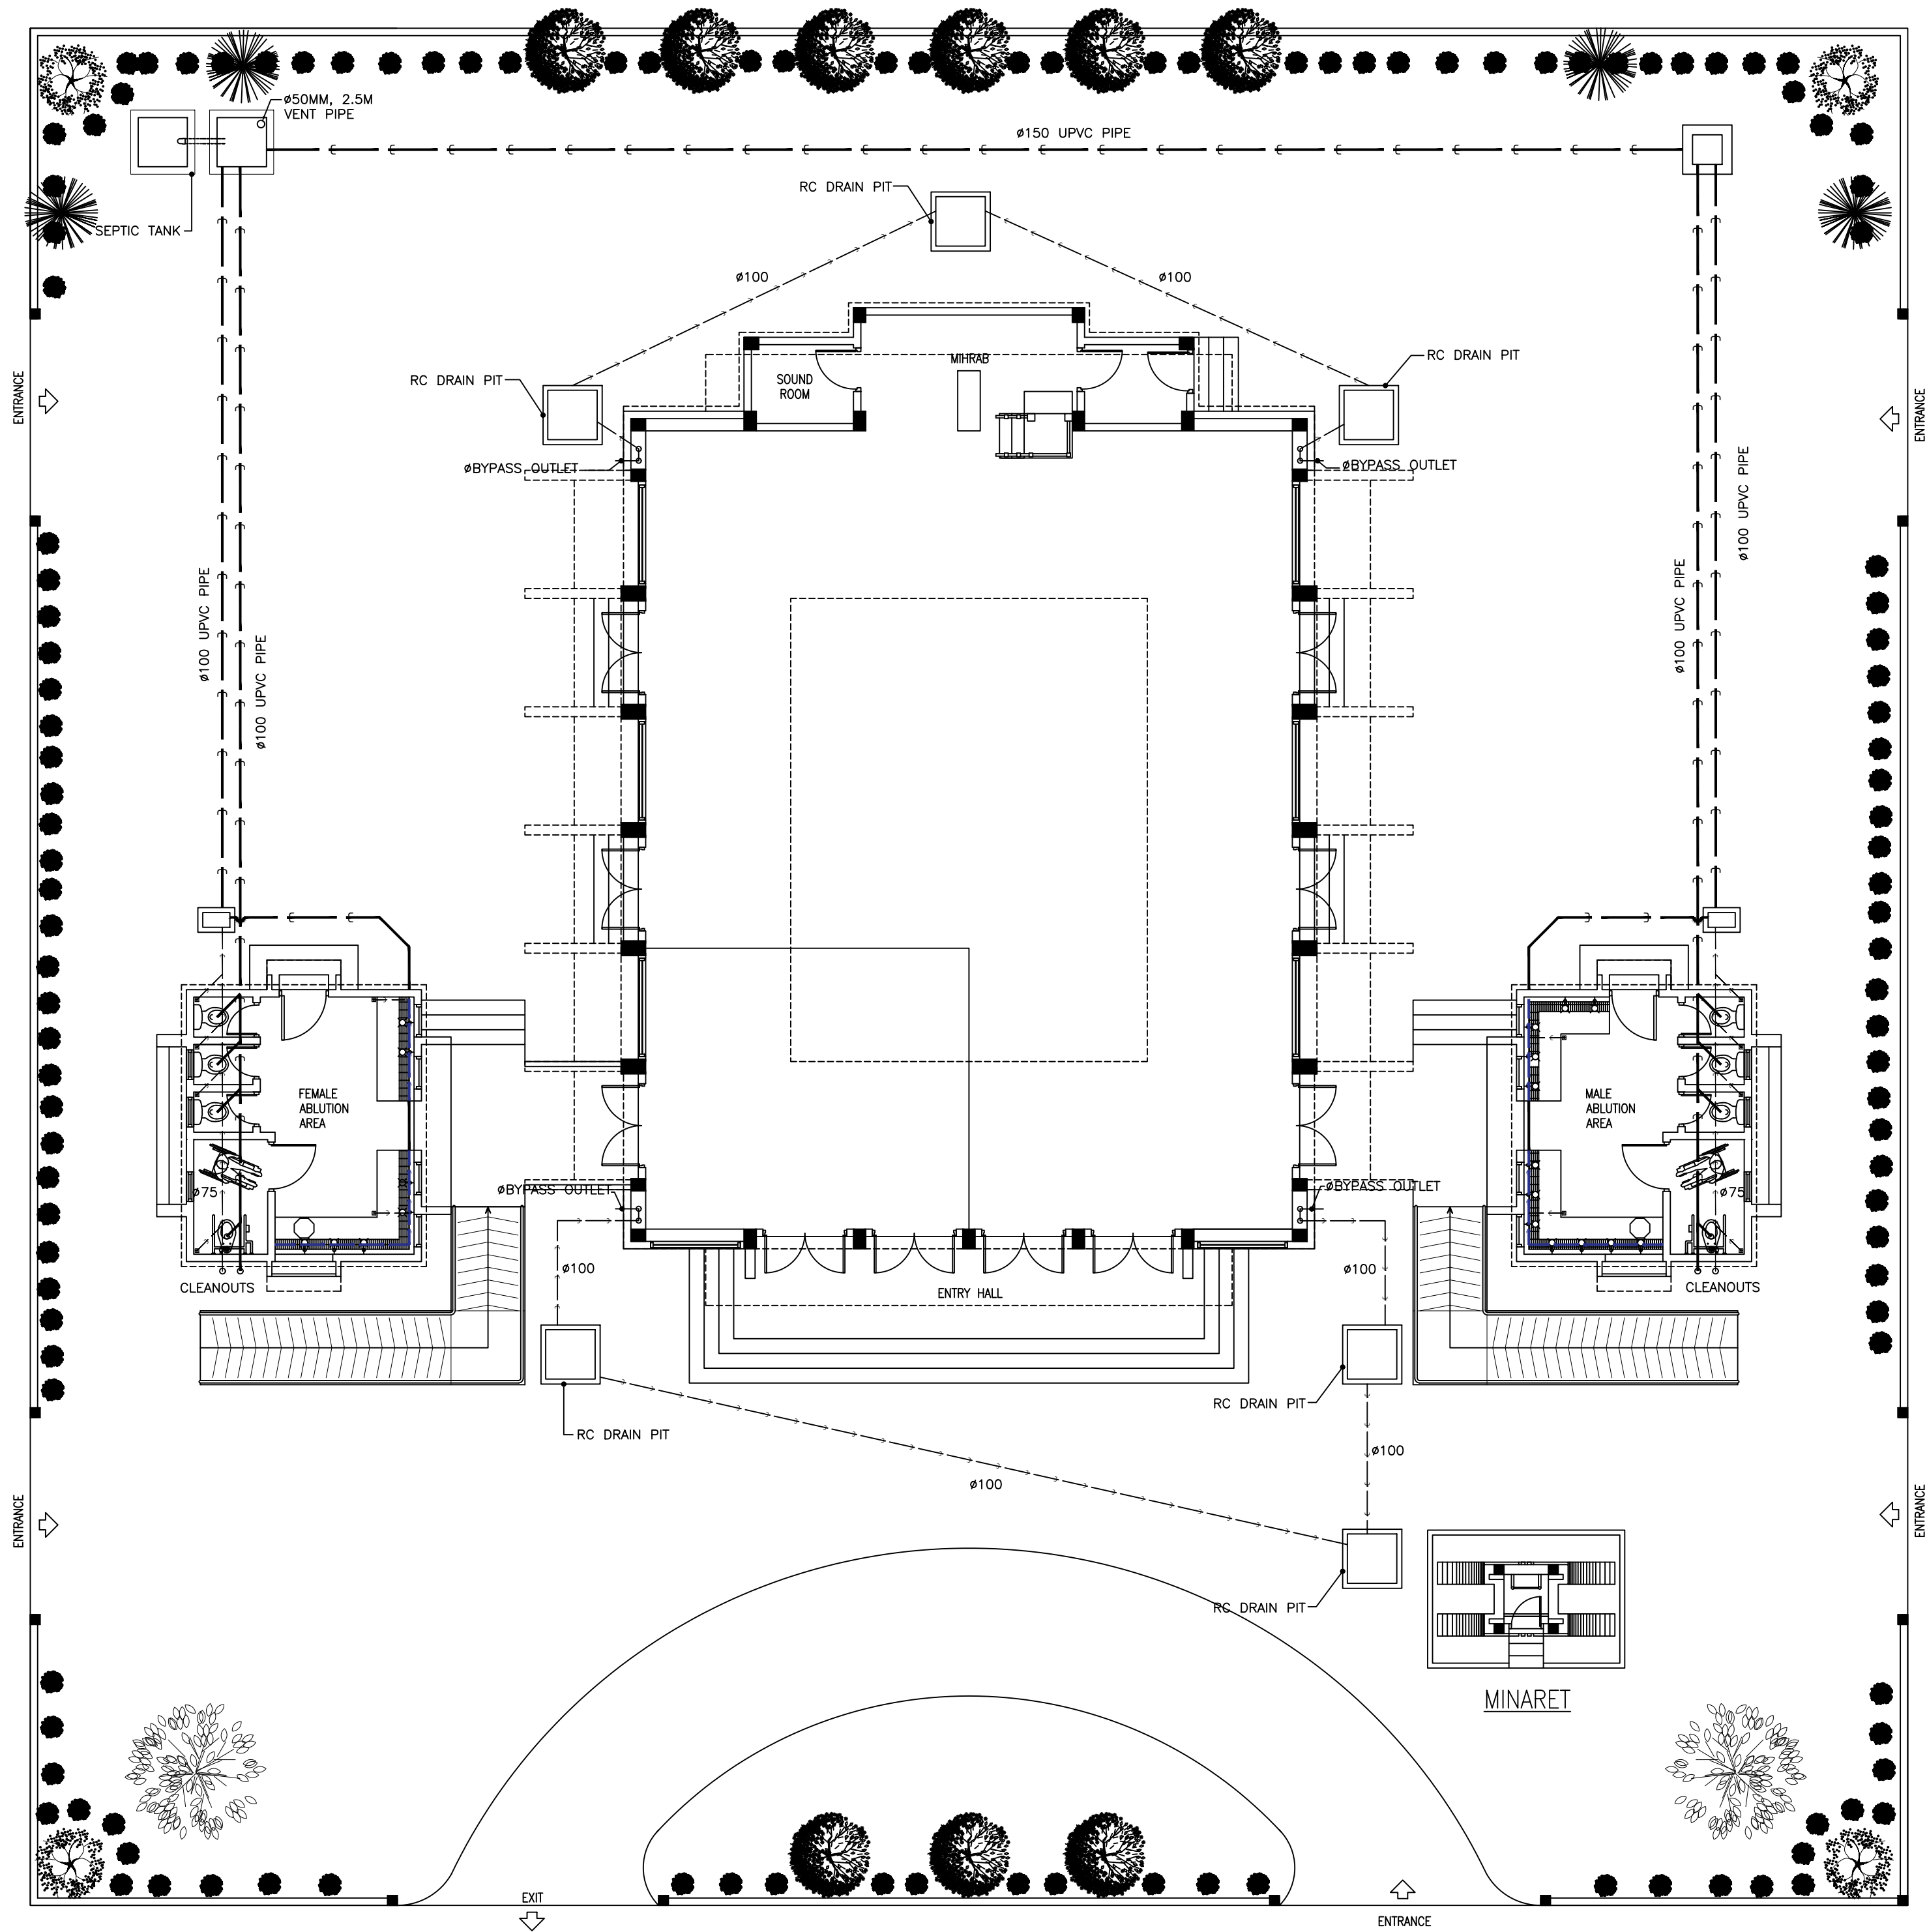 ø50MM, 2.5M
VENT PIPE
ø150 UPVC PIPE
RC DRAIN PIT
SEPTIC TANK
ø100
ø100
RC DRAIN PIT
MIHRAB
RC DRAIN PIT
SOUND
ROOM
ENTRANCE
ENTRANCE
øBYPASS OUTLET
øBYPASS OUTLET
ø100 UPVC PIPE
ø100 UPVC PIPE
ø100 UPVC PIPE
ø100 UPVC PIPE
FEMALE
ABLUTION
AREA
MALE
ABLUTION
AREA
ø75
øBYPASS OUTLET
øBYPASS OUTLET
ø75
ø100
ø100
CLEANOUTS
ENTRY HALL
CLEANOUTS
RC DRAIN PIT
RC DRAIN PIT
ø100
ø100
ENTRANCE
ENTRANCE
RC DRAIN PIT
MINARET
EXIT
ENTRANCE